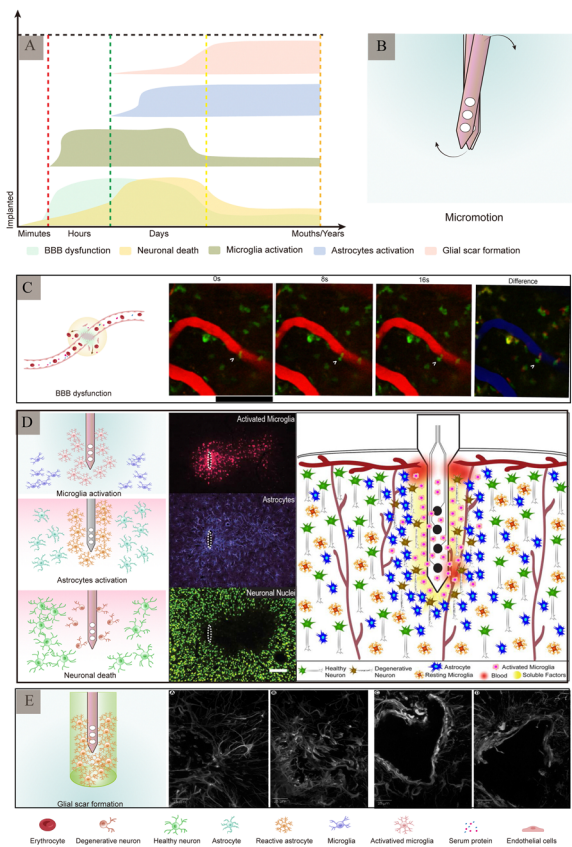 A
Implanted
Minutes Hours Days Mouths/Years
BBB dysfunction Neuronal death Microglia activation Astrocytes activation Glial scar formation
B
Micromotion
C
BBB dysfunction
0s 8s 16s Difference
D
Microglia activation
Astrocytes activation
Neuronal death
Activated Microglia
Astrocytes
Neuronal Nuclei
Healthy Neuron
Degenerative Neuron
Astrocyte
Resting Microglia
Activated Microglia
Blood
Soluble Factors
E
Glial scar formation
A B C D
Erythrocyte Degenerative neuron Healthy neuron Astrocyte Reactive astrocyte Microglia Activatived microglia Serum protein Endothelial cells